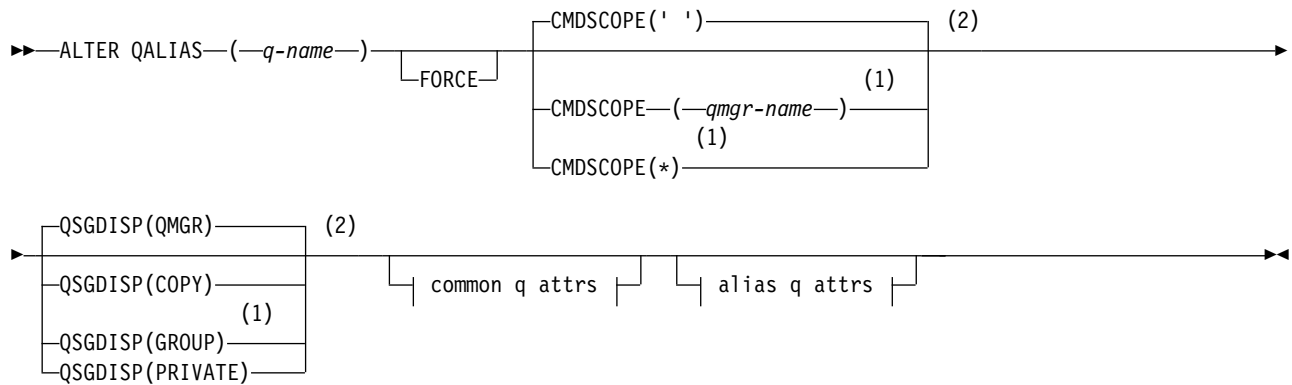 CMDSCOPE(' ') (2)
ALTER QALIAS ( q-name )
FORCE (1)
CMDSCOPE ( qmgr-name )
(1)
CMDSCOPE(*)
QSGDISP(QMGR) (2)
QSGDISP(COPY) common q attrs alias q attrs
(1)
QSGDISP(GROUP)
QSGDISP(PRIVATE)